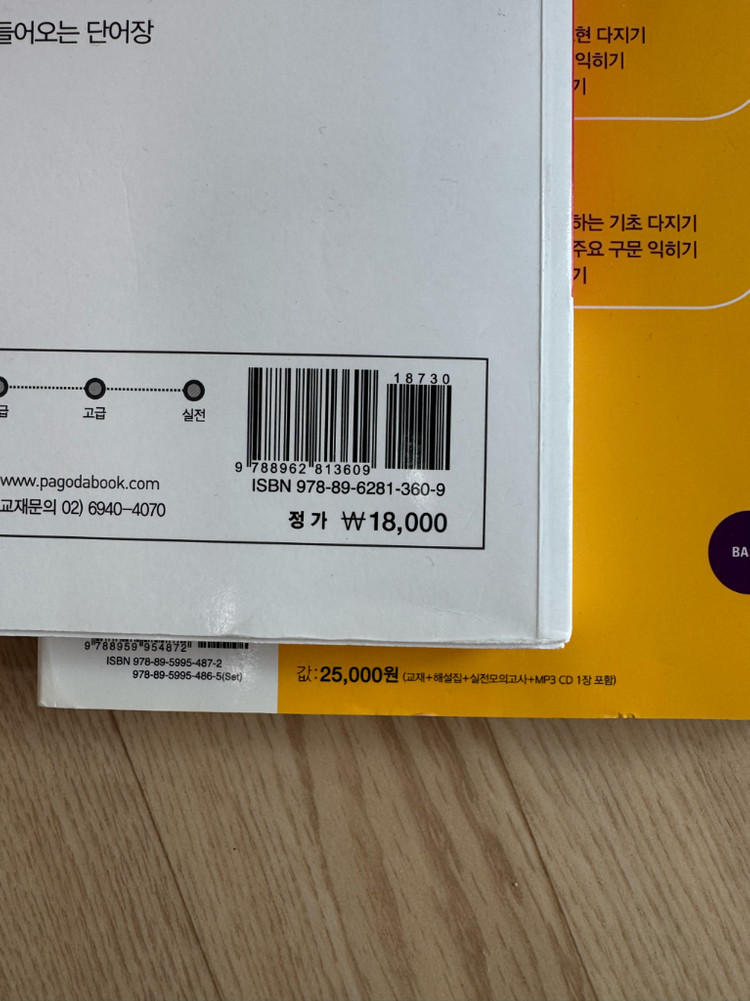 들어오는 단어장
현 다지기
익히기
기
하는 기초 다지기
주요 구문 익히기
기
급
고급
실전
18730
9 788962 813609
ISBN 978-89-6281-360-9
www.pagodabook.com
교재문의 02) 6940-4070
정가 ₩18,000
BA
9 788959 954872
ISBN 978-89-5995-487-2
978-89-5995-486-5(Set)
값 : 25,000원 (교재+해설집+실전모의고사+MP3 CD 1장 포함)